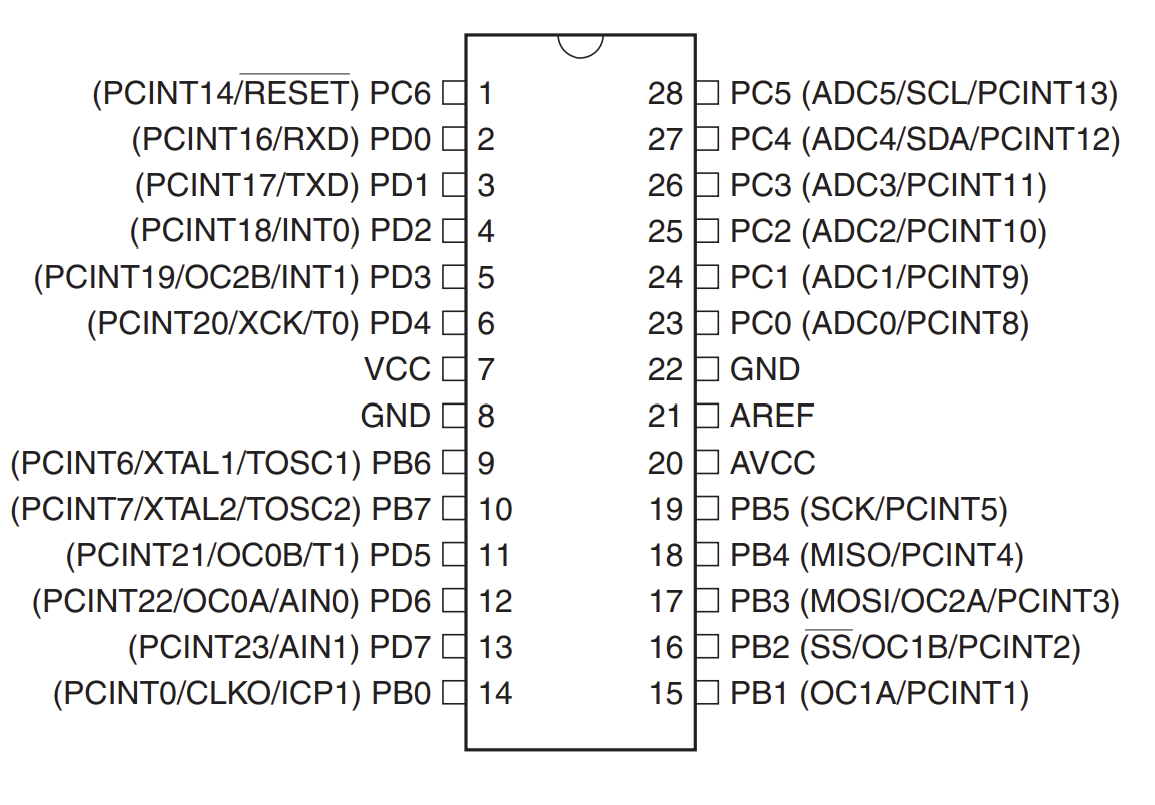 (PCINT14/RESET) PC6 1 28 PC5 (ADC5/SCL/PCINT13)
(PCINT16/RXD) PD0 2 27 PC4 (ADC4/SDA/PCINT12)
(PCINT17/TXD) PD1 3 26 PC3 (ADC3/PCINT11)
(PCINT18/INT0) PD2 4 25 PC2 (ADC2/PCINT10)
(PCINT19/OC2B/INT1) PD3 5 24 PC1 (ADC1/PCINT9)
(PCINT20/XCK/T0) PD4 6 23 PC0 (ADC0/PCINT8)
VCC 7 22 GND
GND 8 21 AREF
(PCINT6/XTAL1/TOSC1) PB6 9 20 AVCC
(PCINT7/XTAL2/TOSC2) PB7 10 19 PB5 (SCK/PCINT5)
(PCINT21/OC0B/T1) PD5 11 18 PB4 (MISO/PCINT4)
(PCINT22/OC0A/AIN0) PD6 12 17 PB3 (MOSI/OC2A/PCINT3)
(PCINT23/AIN1) PD7 13 16 PB2 (SS/OC1B/PCINT2)
(PCINT0/CLKO/ICP1) PB0 14 15 PB1 (OC1A/PCINT1)